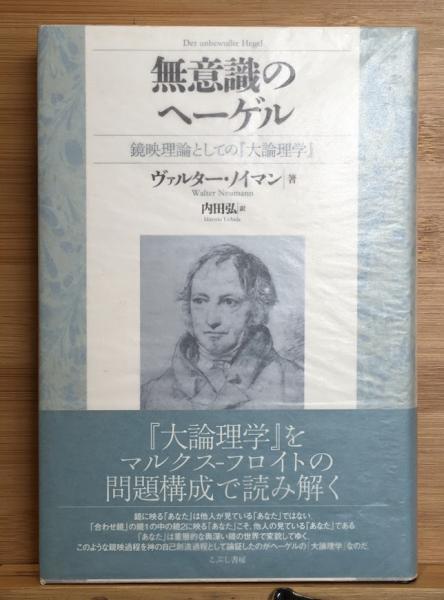 Der unbewußte Hegel
無意識の
ヘーゲル
鏡映理論としての『大論理学』
ヴァルター・ノイマン|著
Walter Neumann
内田弘|訳
Hiroshi Uchida
『大論理学』を
マルクス-フロイトの
問題構成で読み解く
鏡に映る「あなた」は他人が見ている「あなた」ではない
「合わせ鏡」の鏡1の中の鏡2に映る「あなた」こそ、他人の見ている「あなた」である
「あなた」は重層的な奥深い鏡の世界で変貌してゆく
このような鏡映過程を神の自己創造過程として論証したのがヘーゲルの『大論理学』なのだ
こぶし書房